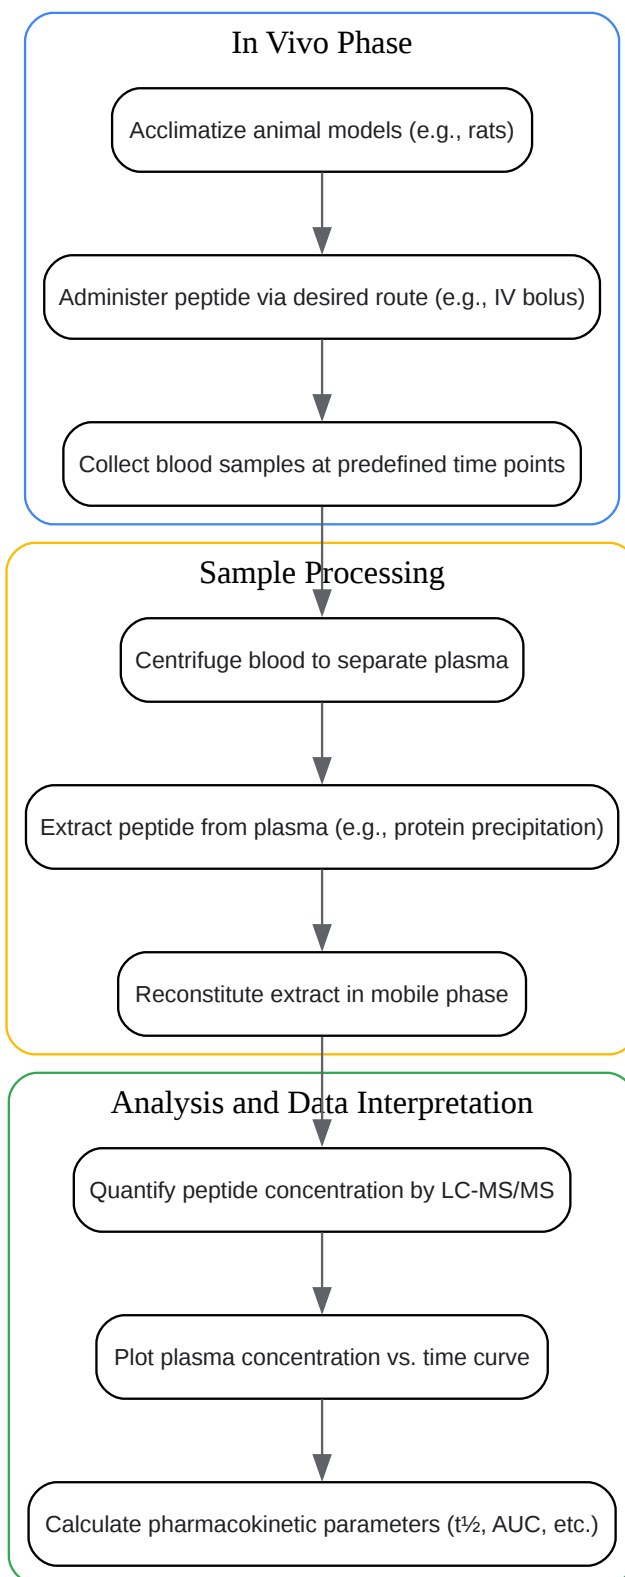 In Vivo Phase
Acclimatize animal models (e.g., rats)
Administer peptide via desired route (e.g., IV bolus)
Collect blood samples at predefined time points
Sample Processing
Centrifuge blood to separate plasma
Extract peptide from plasma (e.g., protein precipitation)
Reconstitute extract in mobile phase
Analysis and Data Interpretation
Quantify peptide concentration by LC-MS/MS
Plot plasma concentration vs. time curve
Calculate pharmacokinetic parameters (t½, AUC, etc.)